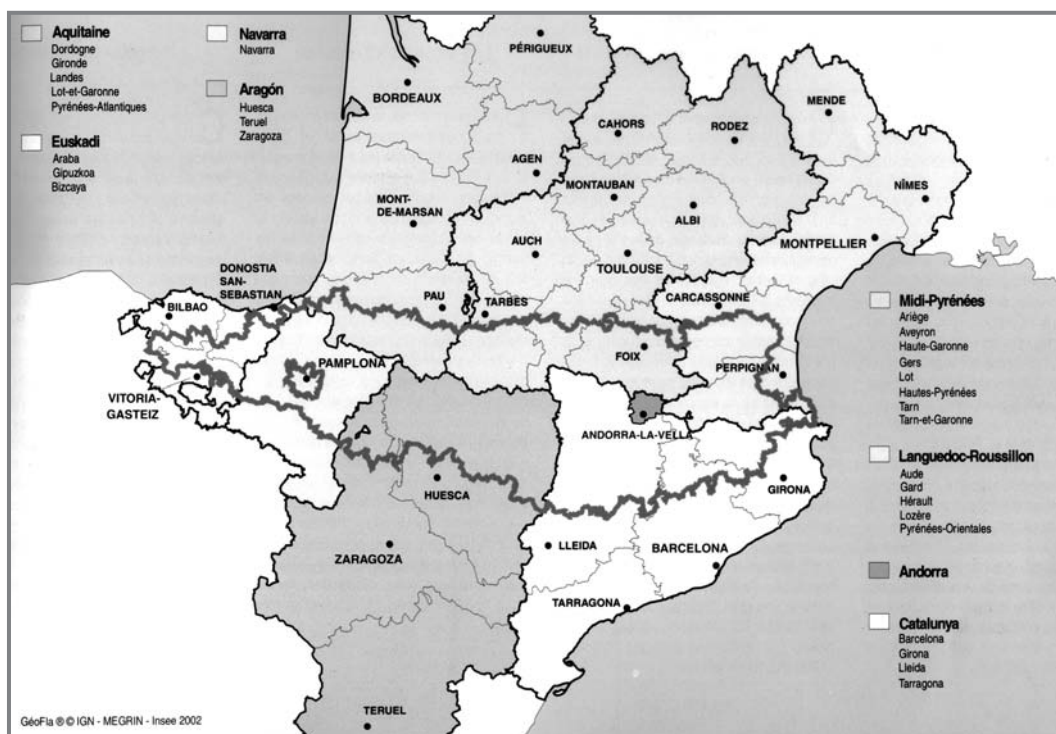 Aquitaine
Dordogne
Gironde
Landes
Lot-et-Garonne
Pyrénées-Atlantiques
Euskadi
Araba
Gipuzkoa
Bizcaya
Navarra
Navarra
Aragón
Huesca
Teruel
Zaragoza
PÉRIGUEUX
BORDEAUX
MENDE
CAHORS
RODEZ
AGEN
MONTAUBAN
NÎMES
MONT-
DE-MARSAN
ALBI
AUCH
MONTPELLIER
TOULOUSE
DONOSTIA
SAN-
SEBASTIAN
BILBAO
PAU
TARBES
CARCASSONNE
FOIX
PERPIGNAN
PAMPLONA
VITORIA-
GASTEIZ
ANDORRA-LA-VELLA
HUESCA
GIRONA
ZARAGOZA
LLEIDA
BARCELONA
TARRAGONA
TERUEL
Midi-Pyrénées
Ariège
Aveyron
Haute-Garonne
Gers
Lot
Hautes-Pyrénées
Tarn
Tarn-et-Garonne
Languedoc-Roussillon
Aude
Gard
Hérault
Lozère
Pyrénées-Orientales
Andorra
Catalunya
Barcelona
Girona
Lleida
Tarragona
GéoFla ® © IGN - MEGRIN - Insee 2002